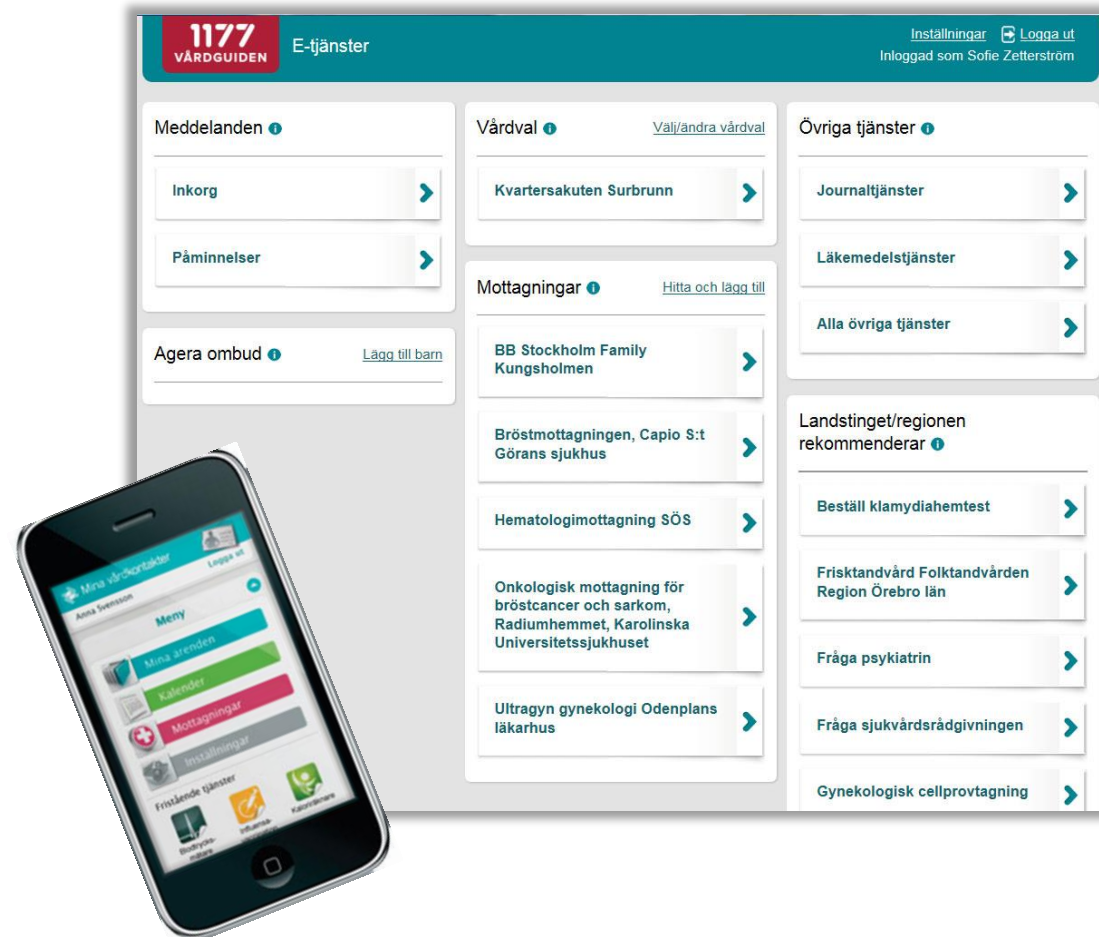 1177
VÅRDGUIDEN
E-tjänster
Inställningar
Logga ut
Inloggad som Sofie Zetterström
Meddelanden
Inkorg
Påminnelser
Agera ombud
Lägg till barn
Vårdval
Välj/ändra vårdval
Kvartersakuten Surbrunn
Mottagningar
Hitta och lägg till
BB Stockholm Family
Kungsholmen
Bröstmottagningen, Capio S:t
Görans sjukhus
Hematologimottagning SÖS
Onkologisk mottagning för
bröstcancer och sarkom,
Radiumhemmet, Karolinska
Universitetssjukhuset
Ultragyn gynekologi Odenplans
läkarhus
Övriga tjänster
Journaltjänster
Läkemedelstjänster
Alla övriga tjänster
Landstinget/regionen
rekommenderar
Beställ klamydiahemtest
Frisktandvård Folktandvården
Region Örebro län
Fråga psykiatrin
Fråga sjukvårdsrådgivningen
Gynekologisk cellprovtagning
Mina vårdkontakter
Anna Svensson
Logga ut
Meny
Mina ärenden
Kalender
Mottagningar
Inställningar
Fristående tjänster
Blodtrycks-
mätare
Influensa-
Kaloriräknare